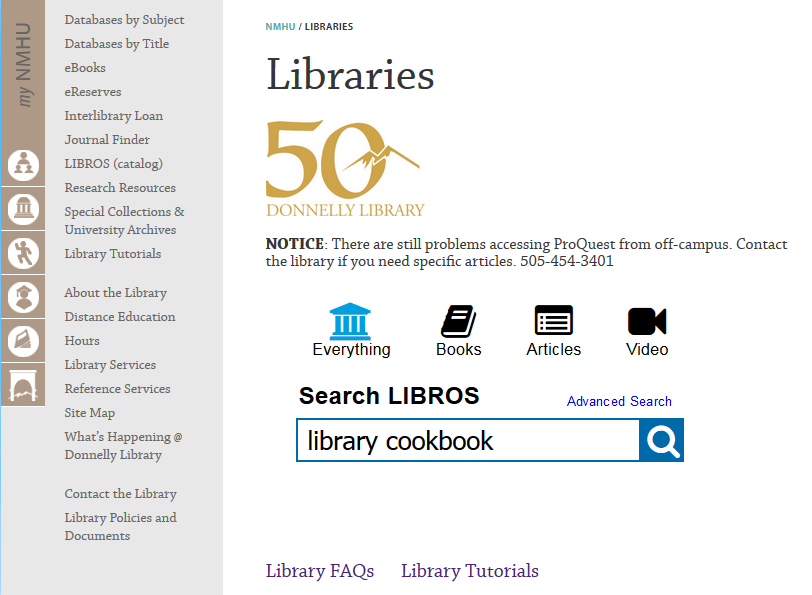 my NMHU
Databases by Subject
Databases by Title
eBooks
eReserves
Interlibrary Loan
Journal Finder
LIBROS (catalog)
Research Resources
Special Collections &
University Archives
Library Tutorials
About the Library
Distance Education
Hours
Library Services
Reference Services
Site Map
What's Happening @
Donnelly Library
Contact the Library
Library Policies and
Documents
NMHU / LIBRARIES
Libraries
50
DONNELLY LIBRARY
NOTICE: There are still problems accessing ProQuest from off-campus. Contact
the library if you need specific articles. 505-454-3401
Everything Books Articles Video
Search LIBROS Advanced Search
library cookbook
Library FAQs Library Tutorials